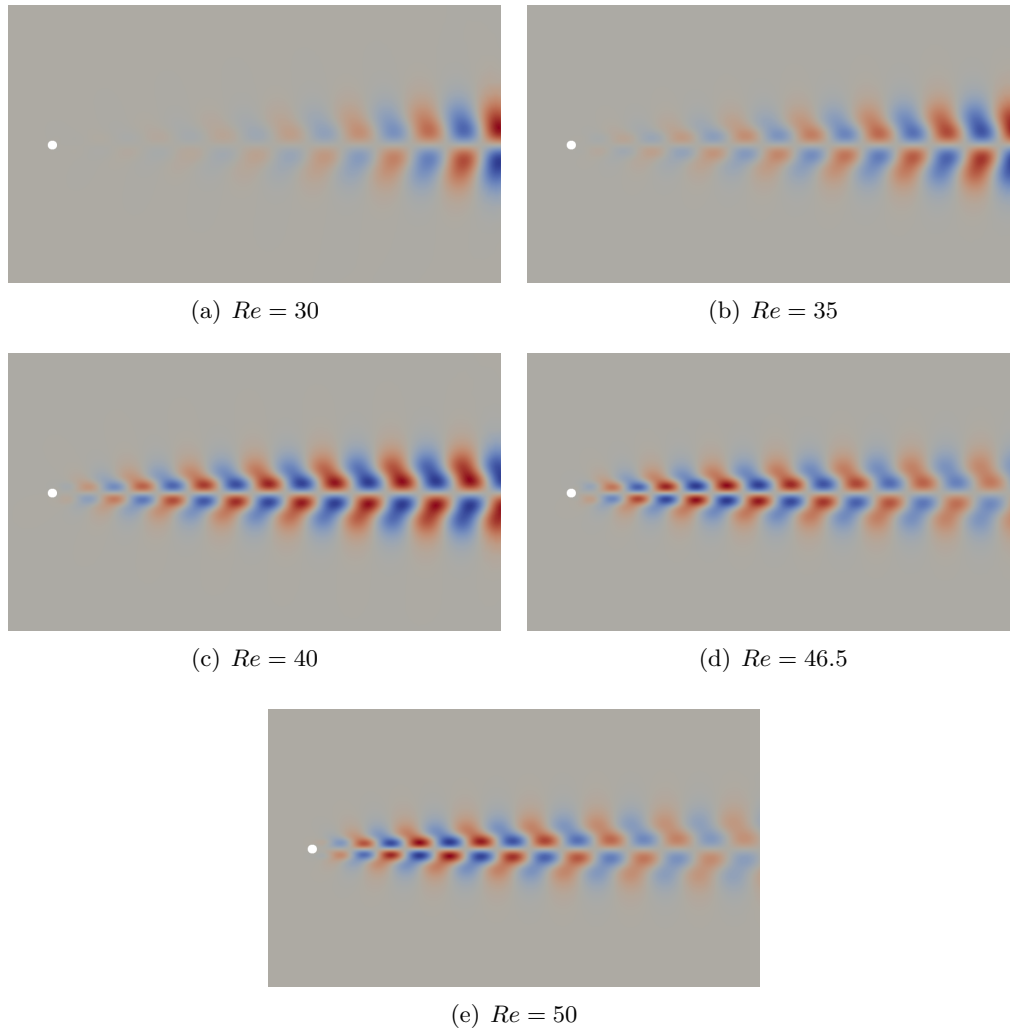 (a) Re = 30
(b) Re = 35
(c) Re = 40
(d) Re = 46.5
(e) Re = 50